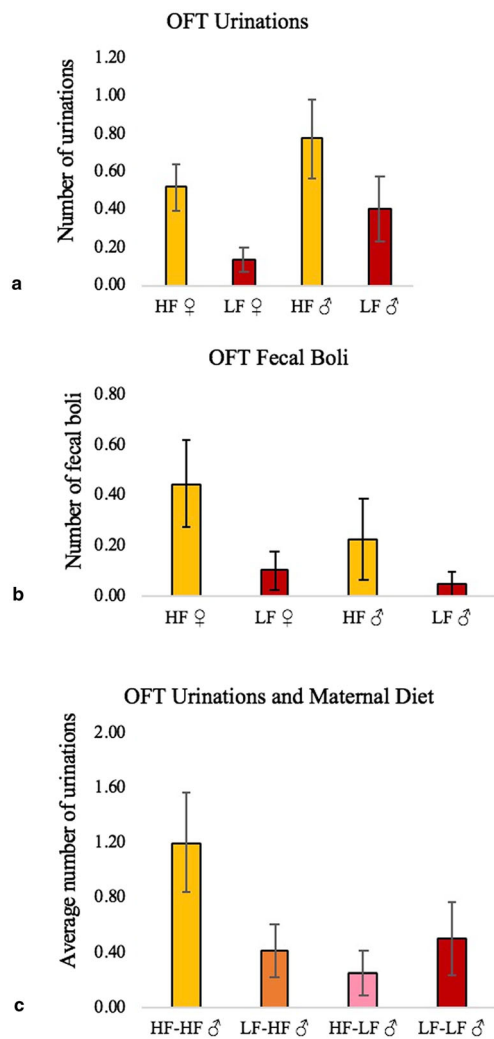 OFT Urinations
Number of urinations
1.20
1.00
0.80
0.60
0.40
0.20
0.00
HF ♀ LF ♀ HF ♂ LF ♂
a
OFT Fecal Boli
Number of fecal boli
0.80
0.60
0.40
0.20
0.00
HF ♀ LF ♀ HF ♂ LF ♂
b
OFT Urinations and Maternal Diet
Average number of urinations
2.00
1.60
1.20
0.80
0.40
0.00
HF-HF ♂ LF-HF ♂ HF-LF ♂ LF-LF ♂
c